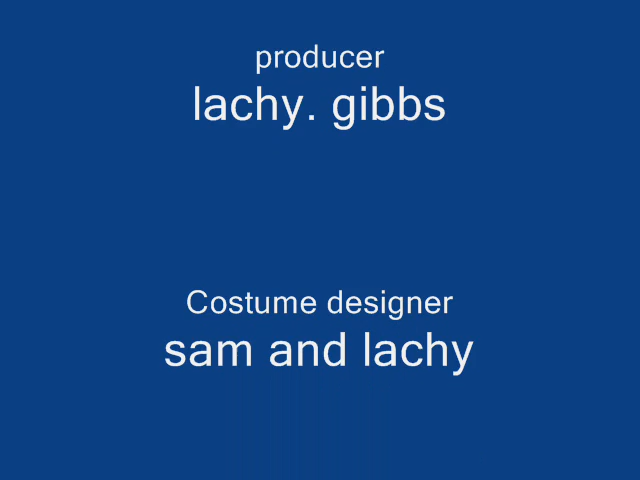 producer
lachy. gibbs
Costume designer
sam and lachy